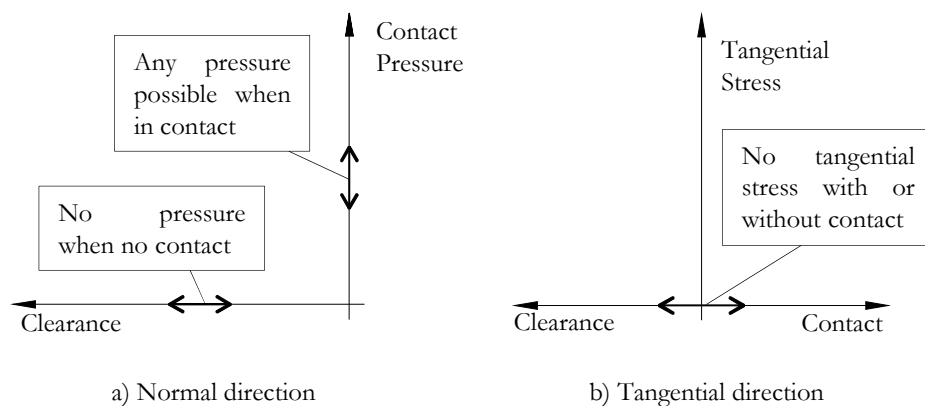 Contact
Pressure
Any pressure
possible when
in contact
No pressure
when no contact
Clearance
a) Normal direction
Tangential
Stress
No tangential
stress with or
without contact
Clearance
Contact
b) Tangential direction